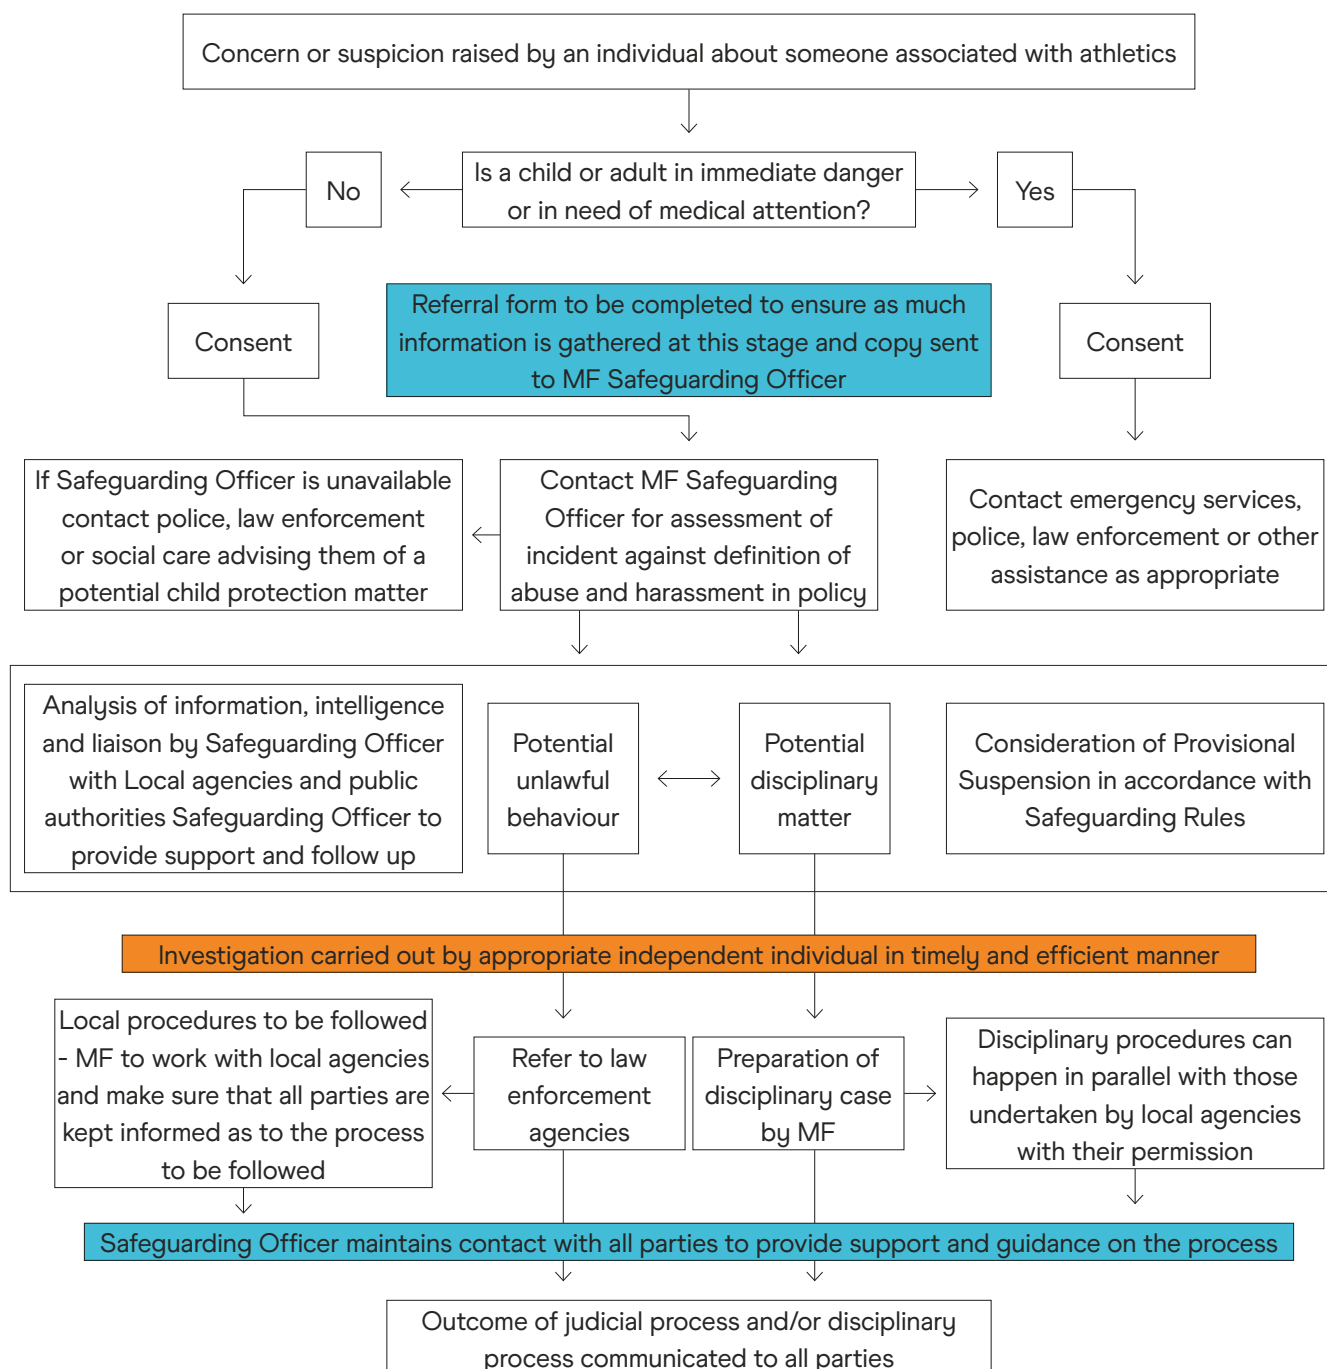 Concern or suspicion raised by an individual about someone associated with athletics
No
Is a child or adult in immediate danger
or in need of medical attention?
Yes
Consent
Referral form to be completed to ensure as much
information is gathered at this stage and copy sent
to MF Safeguarding Officer
Consent
If Safeguarding Officer is unavailable
contact police, law enforcement
or social care advising them of a
potential child protection matter
Contact MF Safeguarding
Officer for assessment of
incident against definition of
abuse and harassment in policy
Contact emergency services,
police, law enforcement or other
assistance as appropriate
Analysis of information, intelligence
and liaison by Safeguarding Officer
with Local agencies and public
authorities Safeguarding Officer to
provide support and follow up
Potential
unlawful
behaviour
Potential
disciplinary
matter
Consideration of Provisional
Suspension in accordance with
Safeguarding Rules
Investigation carried out by appropriate independent individual in timely and efficient manner
Local procedures to be followed
- MF to work with local agencies
and make sure that all parties are
kept informed as to the process
to be followed
Refer to law
enforcement
agencies
Preparation of
disciplinary case
by MF
Disciplinary procedures can
happen in parallel with those
undertaken by local agencies
with their permission
Safeguarding Officer maintains contact with all parties to provide support and guidance on the process
Outcome of judicial process and/or disciplinary
process communicated to all parties